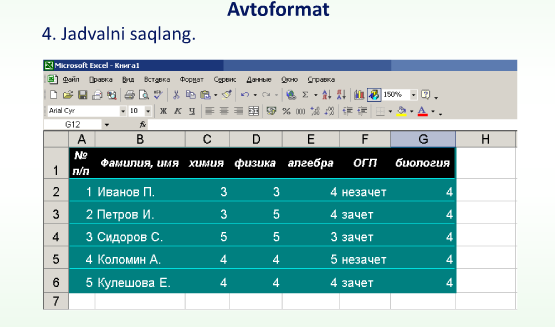 Avtoformat
4. Jadvalni saqlang.
Microsoft Excel - Книга1
Файл Правка Вид Вставка Формат Сервис Данные Окно Справка
150%
Arial Cyr 10 Ж К Ч
G12 fx
A B C D E F G H
1 № п/п Фамилия, имя химия физика алгебра ОГП биология
2 1 Иванов П. 3 3 4 незачет 4
3 2 Петров И. 3 5 4 зачет 4
4 3 Сидоров С. 5 5 3 зачет 4
5 4 Коломин А. 4 4 5 незачет 4
6 5 Кулешова Е. 4 4 4 зачет 4
7